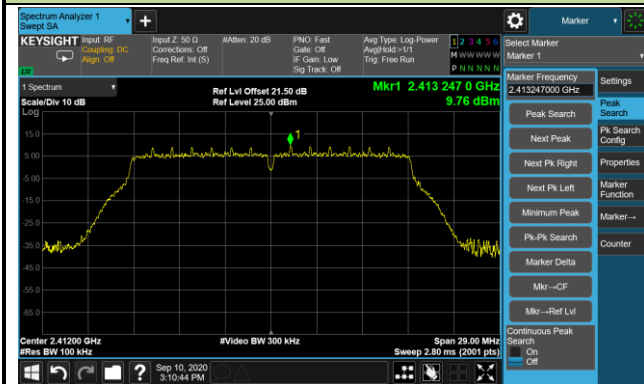 Spectrum Analyzer 1
Swept SA
+
Marker
KEYSIGHT
Input: RF
Coupling: DC
Align: Off
Input Z: 50 Ω
Corrections: Off
Freq Ref: Int (S)
#Atten: 20 dB
PNO: Fast
Gate: Off
IF Gain: Low
Sig Track: Off
Avg Type: Log-Power
Avg|Hold:>1/1
Trig: Free Run
1 2 3 4 5 6
M W W W W W
P N N N N N
Select Marker
Marker 1
1 Spectrum
Scale/Div 10 dB
Log
Ref Lvl Offset 21.50 dB
Ref Level 25.00 dBm
Mkr1 2.413 247 0 GHz
9.76 dBm
15.0
5.00
-5.00
-15.0
-25.0
-35.0
-45.0
-55.0
-65.0
1
Center 2.41200 GHz
#Res BW 100 kHz
#Video BW 300 kHz
Span 29.00 MHz
Sweep 2.80 ms (2001 pts)
Marker Frequency
2.413247000 GHz
Peak Search
Next Peak
Next Pk Right
Next Pk Left
Minimum Peak
Pk-Pk Search
Marker Delta
Mkr→CF
Mkr→Ref Lvl
Continuous Peak
Search
On
Off
Settings
Peak
Search
Pk Search
Config
Properties
Marker
Function
Marker→
Counter
?
Sep 10, 2020
3:10:44 PM